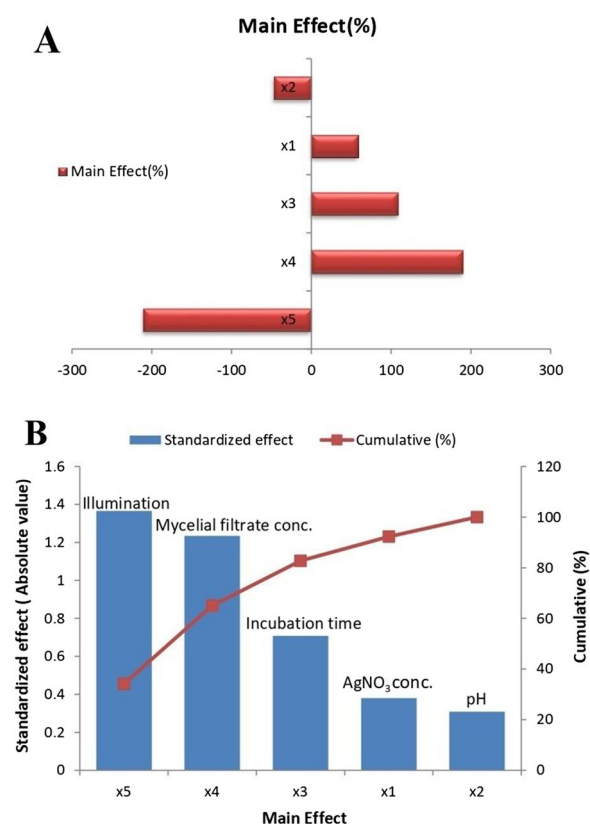 A
Main Effect(%)
x2
x1
Main Effect(%)
x3
x4
x5
-300 -200 -100 0 100 200 300
B
Standardized effect Cumulative (%)
1.6 120
Illumination
1.4
Mycelial filtrate conc.
100
1.2
1 80
Incubation time
0.8
60
0.6
AgNO3 conc.
40
pH
0.4
20
0.2
0 0
x5 x4 x3 x1 x2
Main Effect
Standardized effect ( Absolute value)
Cumulative (%)